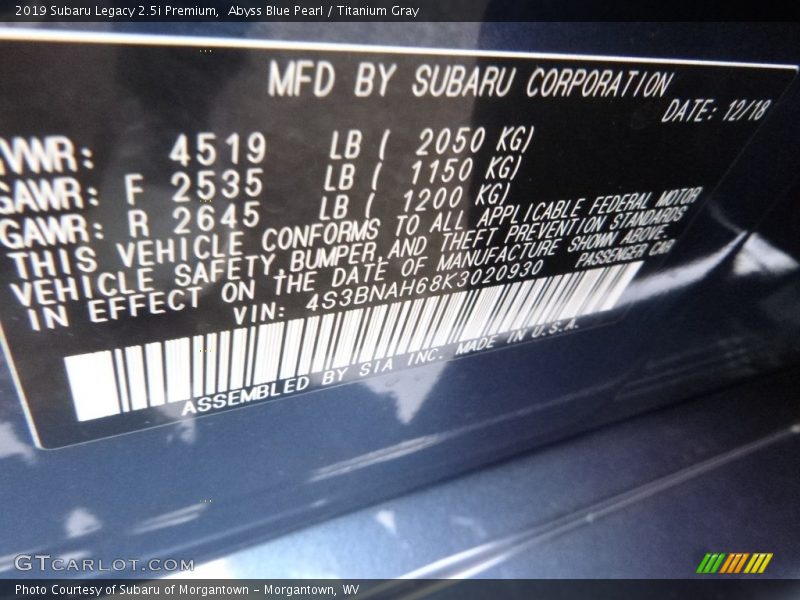 2019 Subaru Legacy 2.5i Premium, Abyss Blue Pearl / Titanium Gray
MFD BY SUBARU CORPORATION
DATE: 12/18
VWR: 4519 LB ( 2050 KG)
GAWR: F 2535 LB ( 1150 KG)
GAWR: R 2645 LB ( 1200 KG)
THIS VEHICLE CONFORMS TO ALL APPLICABLE FEDERAL MOTOR
VEHICLE SAFETY,BUMPER,AND THEFT PREVENTION STANDARDS
IN EFFECT ON THE DATE OF MANUFACTURE SHOWN ABOVE.
VIN: 4S3BNAH68K3020930 PASSENGER CAR
ASSEMBLED BY SIA INC. MADE IN U.S.A.
GTCARLOT.COM
Photo Courtesy of Subaru of Morgantown - Morgantown, WV